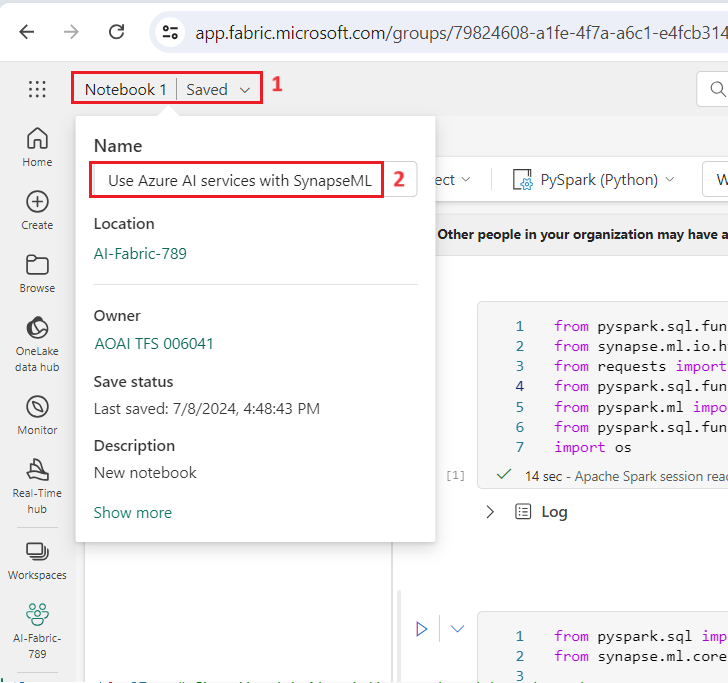 app.fabric.microsoft.com/groups/79824608-a1fe-4f7a-a6c1-e4fcb314
Notebook 1 Saved 1
Home
Create
Browse
OneLake
data hub
Monitor
Real-Time
hub
Workspaces
AI-Fabric-
789
Name
Use Azure AI services with SynapseML 2
Location
AI-Fabric-789
Owner
AOAI TFS 006041
Save status
Last saved: 7/8/2024, 4:48:43 PM
Description
New notebook
Show more
ect PySpark (Python)
Other people in your organization may have a
1 from pyspark.sql.fun
2 from synapse.ml.io.h
3 from requests import
4 from pyspark.sql.fun
5 from pyspark.ml impo
6 from pyspark.sql.fun
7 import os
[1] 14 sec - Apache Spark session rea
Log
1 from pyspark.sql imp
2 from synapse.ml.core
3